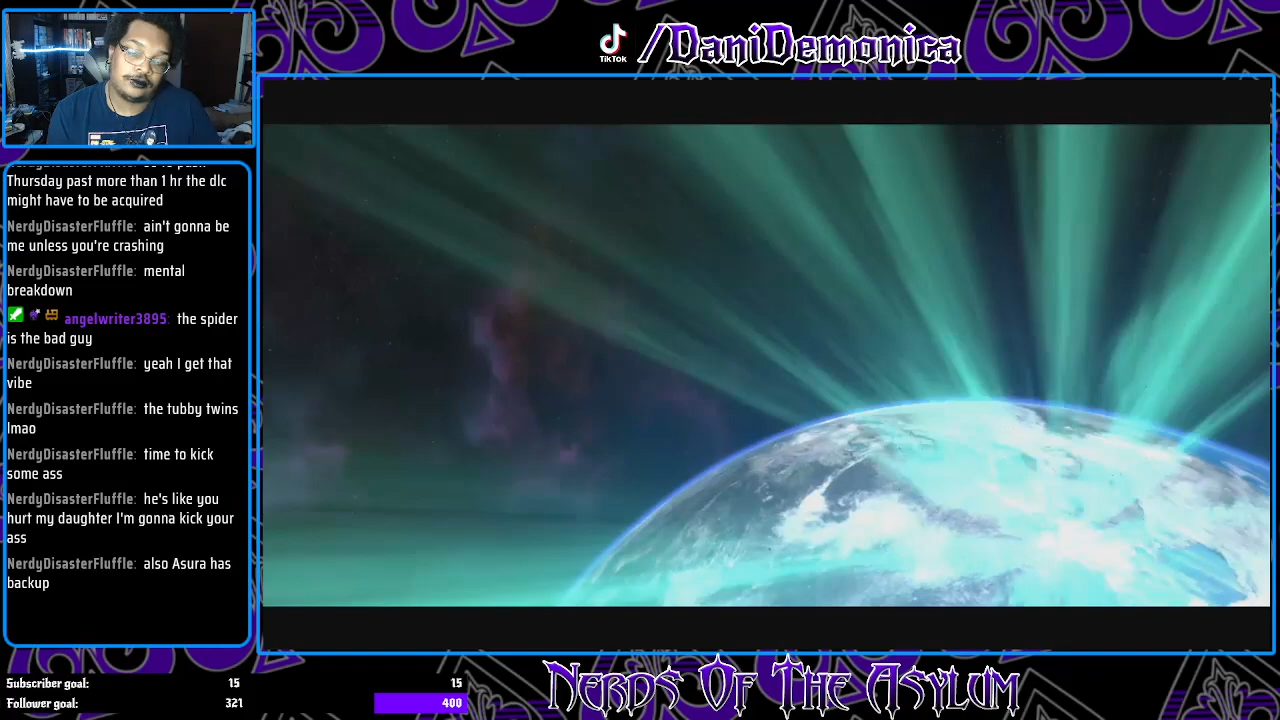 TikTok
/DaniDemonica
Thursday past more than 1 hr the dlc
might have to be acquired
NerdyDisasterFluffle: ain't gonna be
me unless you're crashing
NerdyDisasterFluffle: mental
breakdown
angelwriter3895: the spider
is the bad guy
NerdyDisasterFluffle: yeah I get that
vibe
NerdyDisasterFluffle: the tubby twins
lmao
NerdyDisasterFluffle: time to kick
some ass
NerdyDisasterFluffle: he's like you
hurt my daughter I'm gonna kick your
ass
NerdyDisasterFluffle: also Asura has
backup
Subscriber goal: 15 15
Follower goal: 321 400
Nerds Of The Asylum